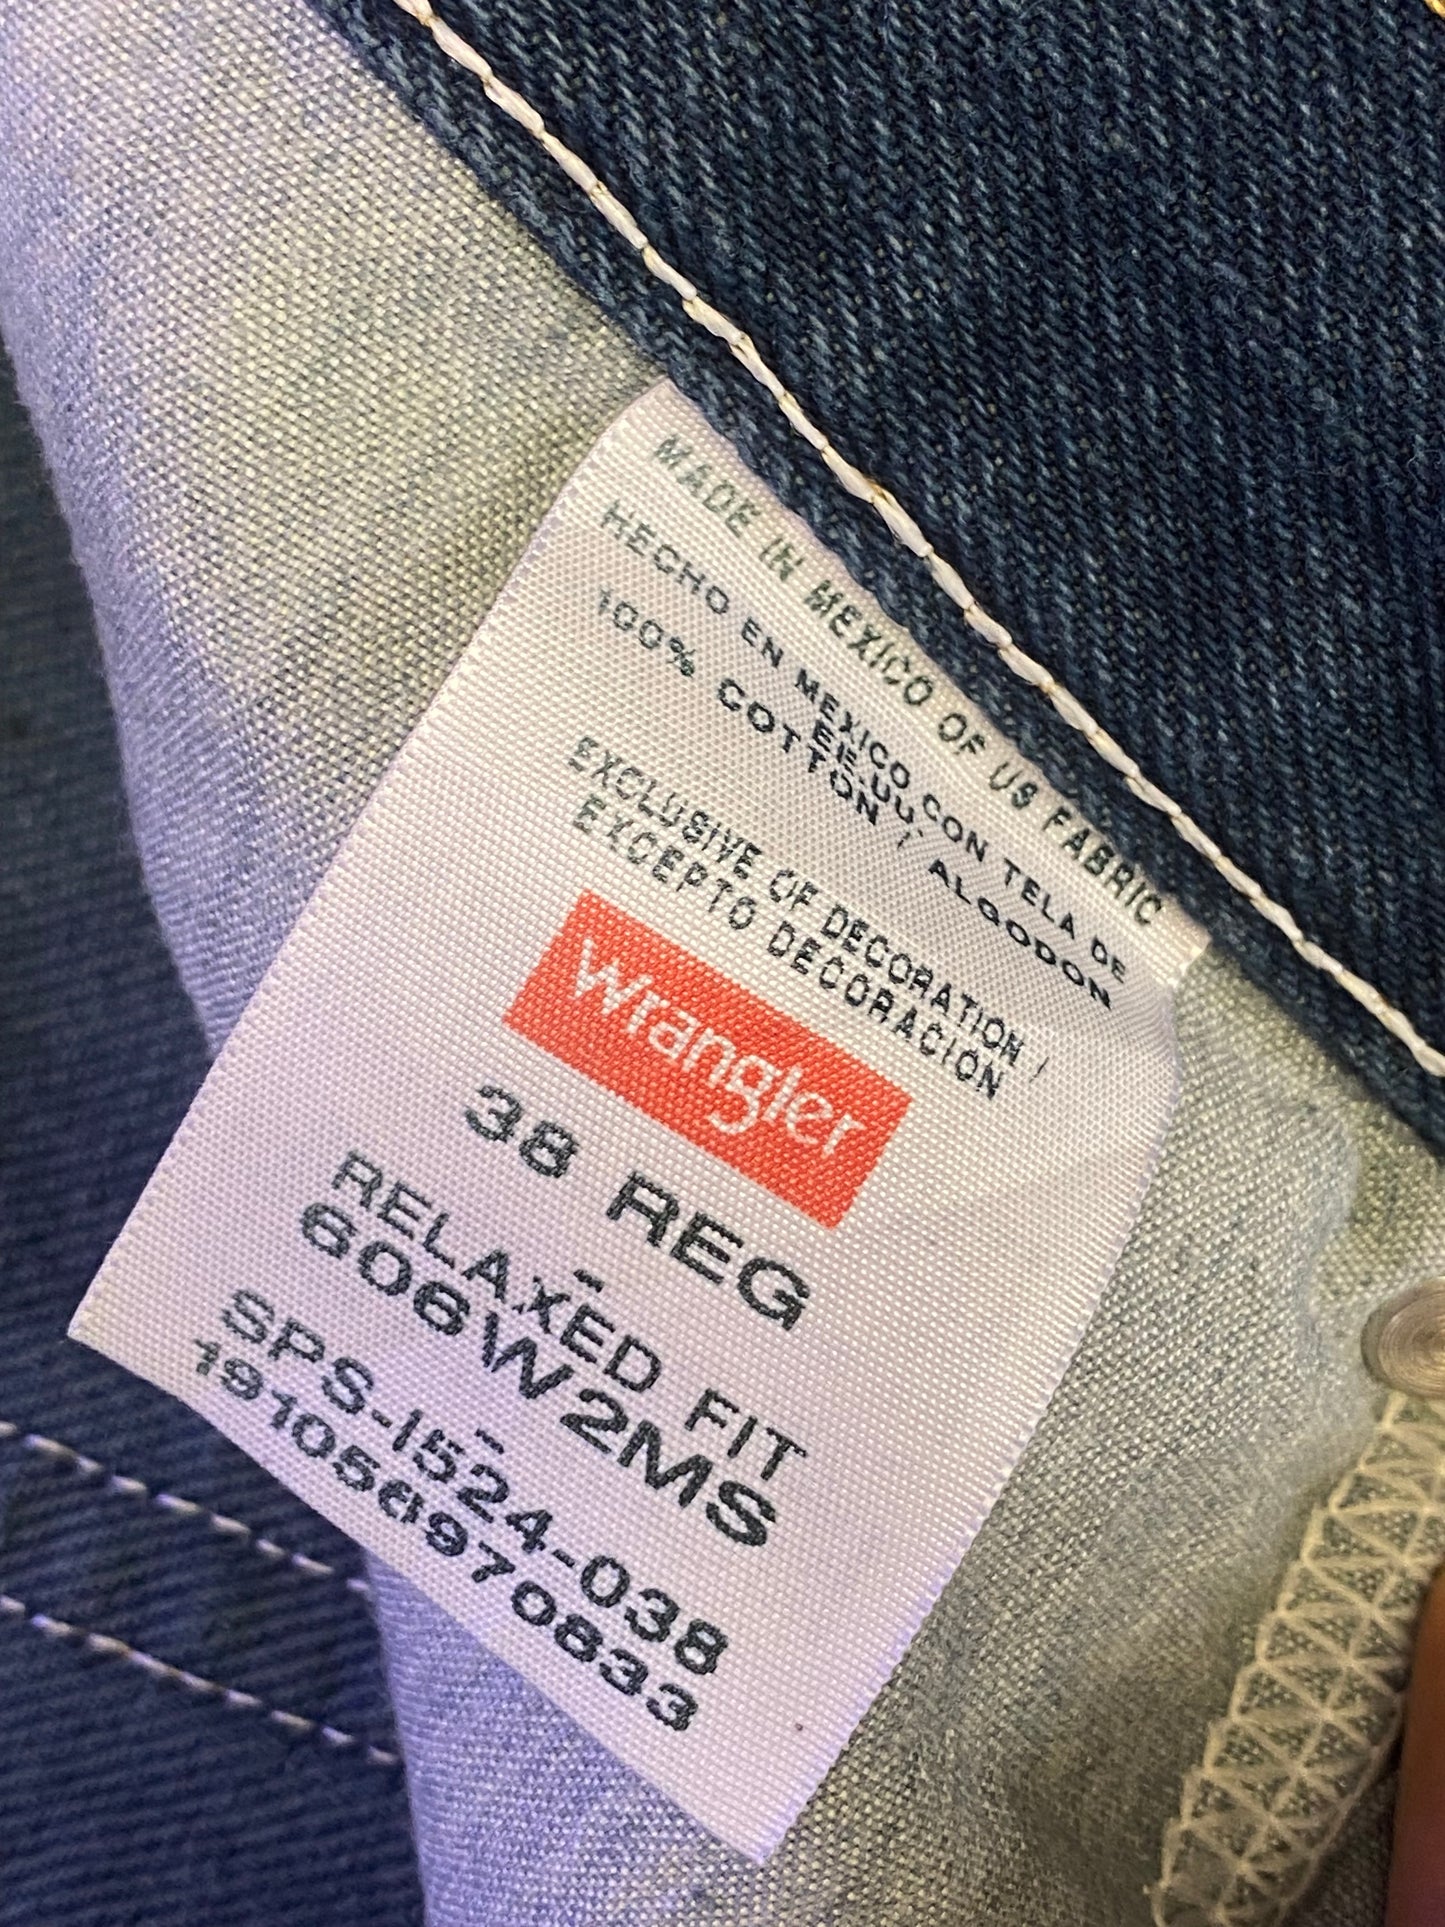 MADE IN MEXICO OF US FABRIC
HECHO EN MEXICO CON TELA DE
EE.UU.
100% COTTON / ALGODON
EXCLUSIVE OF DECORATION /
EXCEPTO DECORACION
Wrangler
38 REG
RELAXED FIT
606W2MS
SPS-1524-038
191056970833